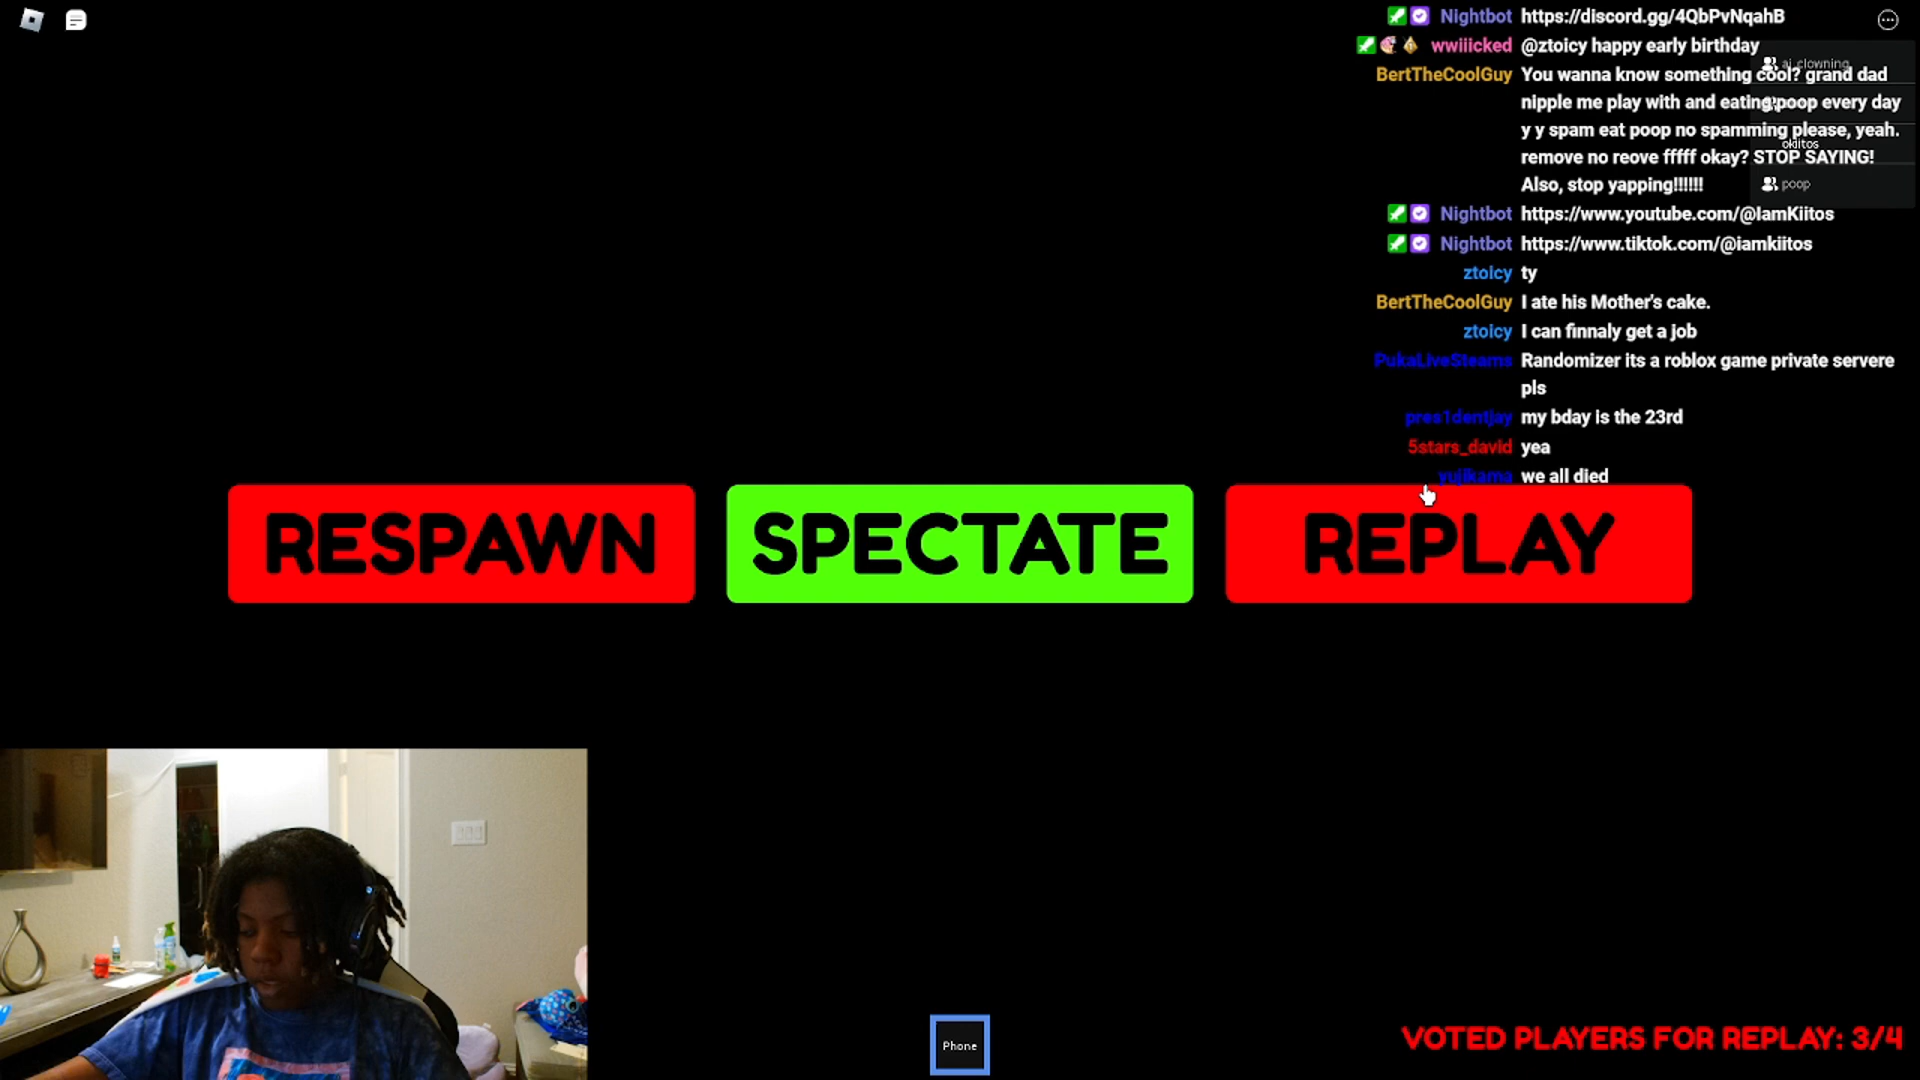 Nightbot https://discord.gg/4QbPvNqahB
wwiiicked @ztoicy happy early birthday
ai_clowning
BertTheCoolGuy You wanna know something cool? grand dad
nipple me play with and eating poop every day
y y spam eat poop no spamming please, yeah.
okiitos
remove no reove fffff okay? STOP SAYING!
Also, stop yapping!!!!!!
poop
Nightbot https://www.youtube.com/@IamKiitos
Nightbot https://www.tiktok.com/@iamkiitos
ztoicy ty
BertTheCoolGuy I ate his Mother's cake.
ztoicy I can finnaly get a job
PukaLiveSteams Randomizer its a roblox game private servere
pls
pres1dentjay my bday is the 23rd
5stars_david yea
yujikama we all died
RESPAWN
SPECTATE
REPLAY
Phone
VOTED PLAYERS FOR REPLAY: 3/4